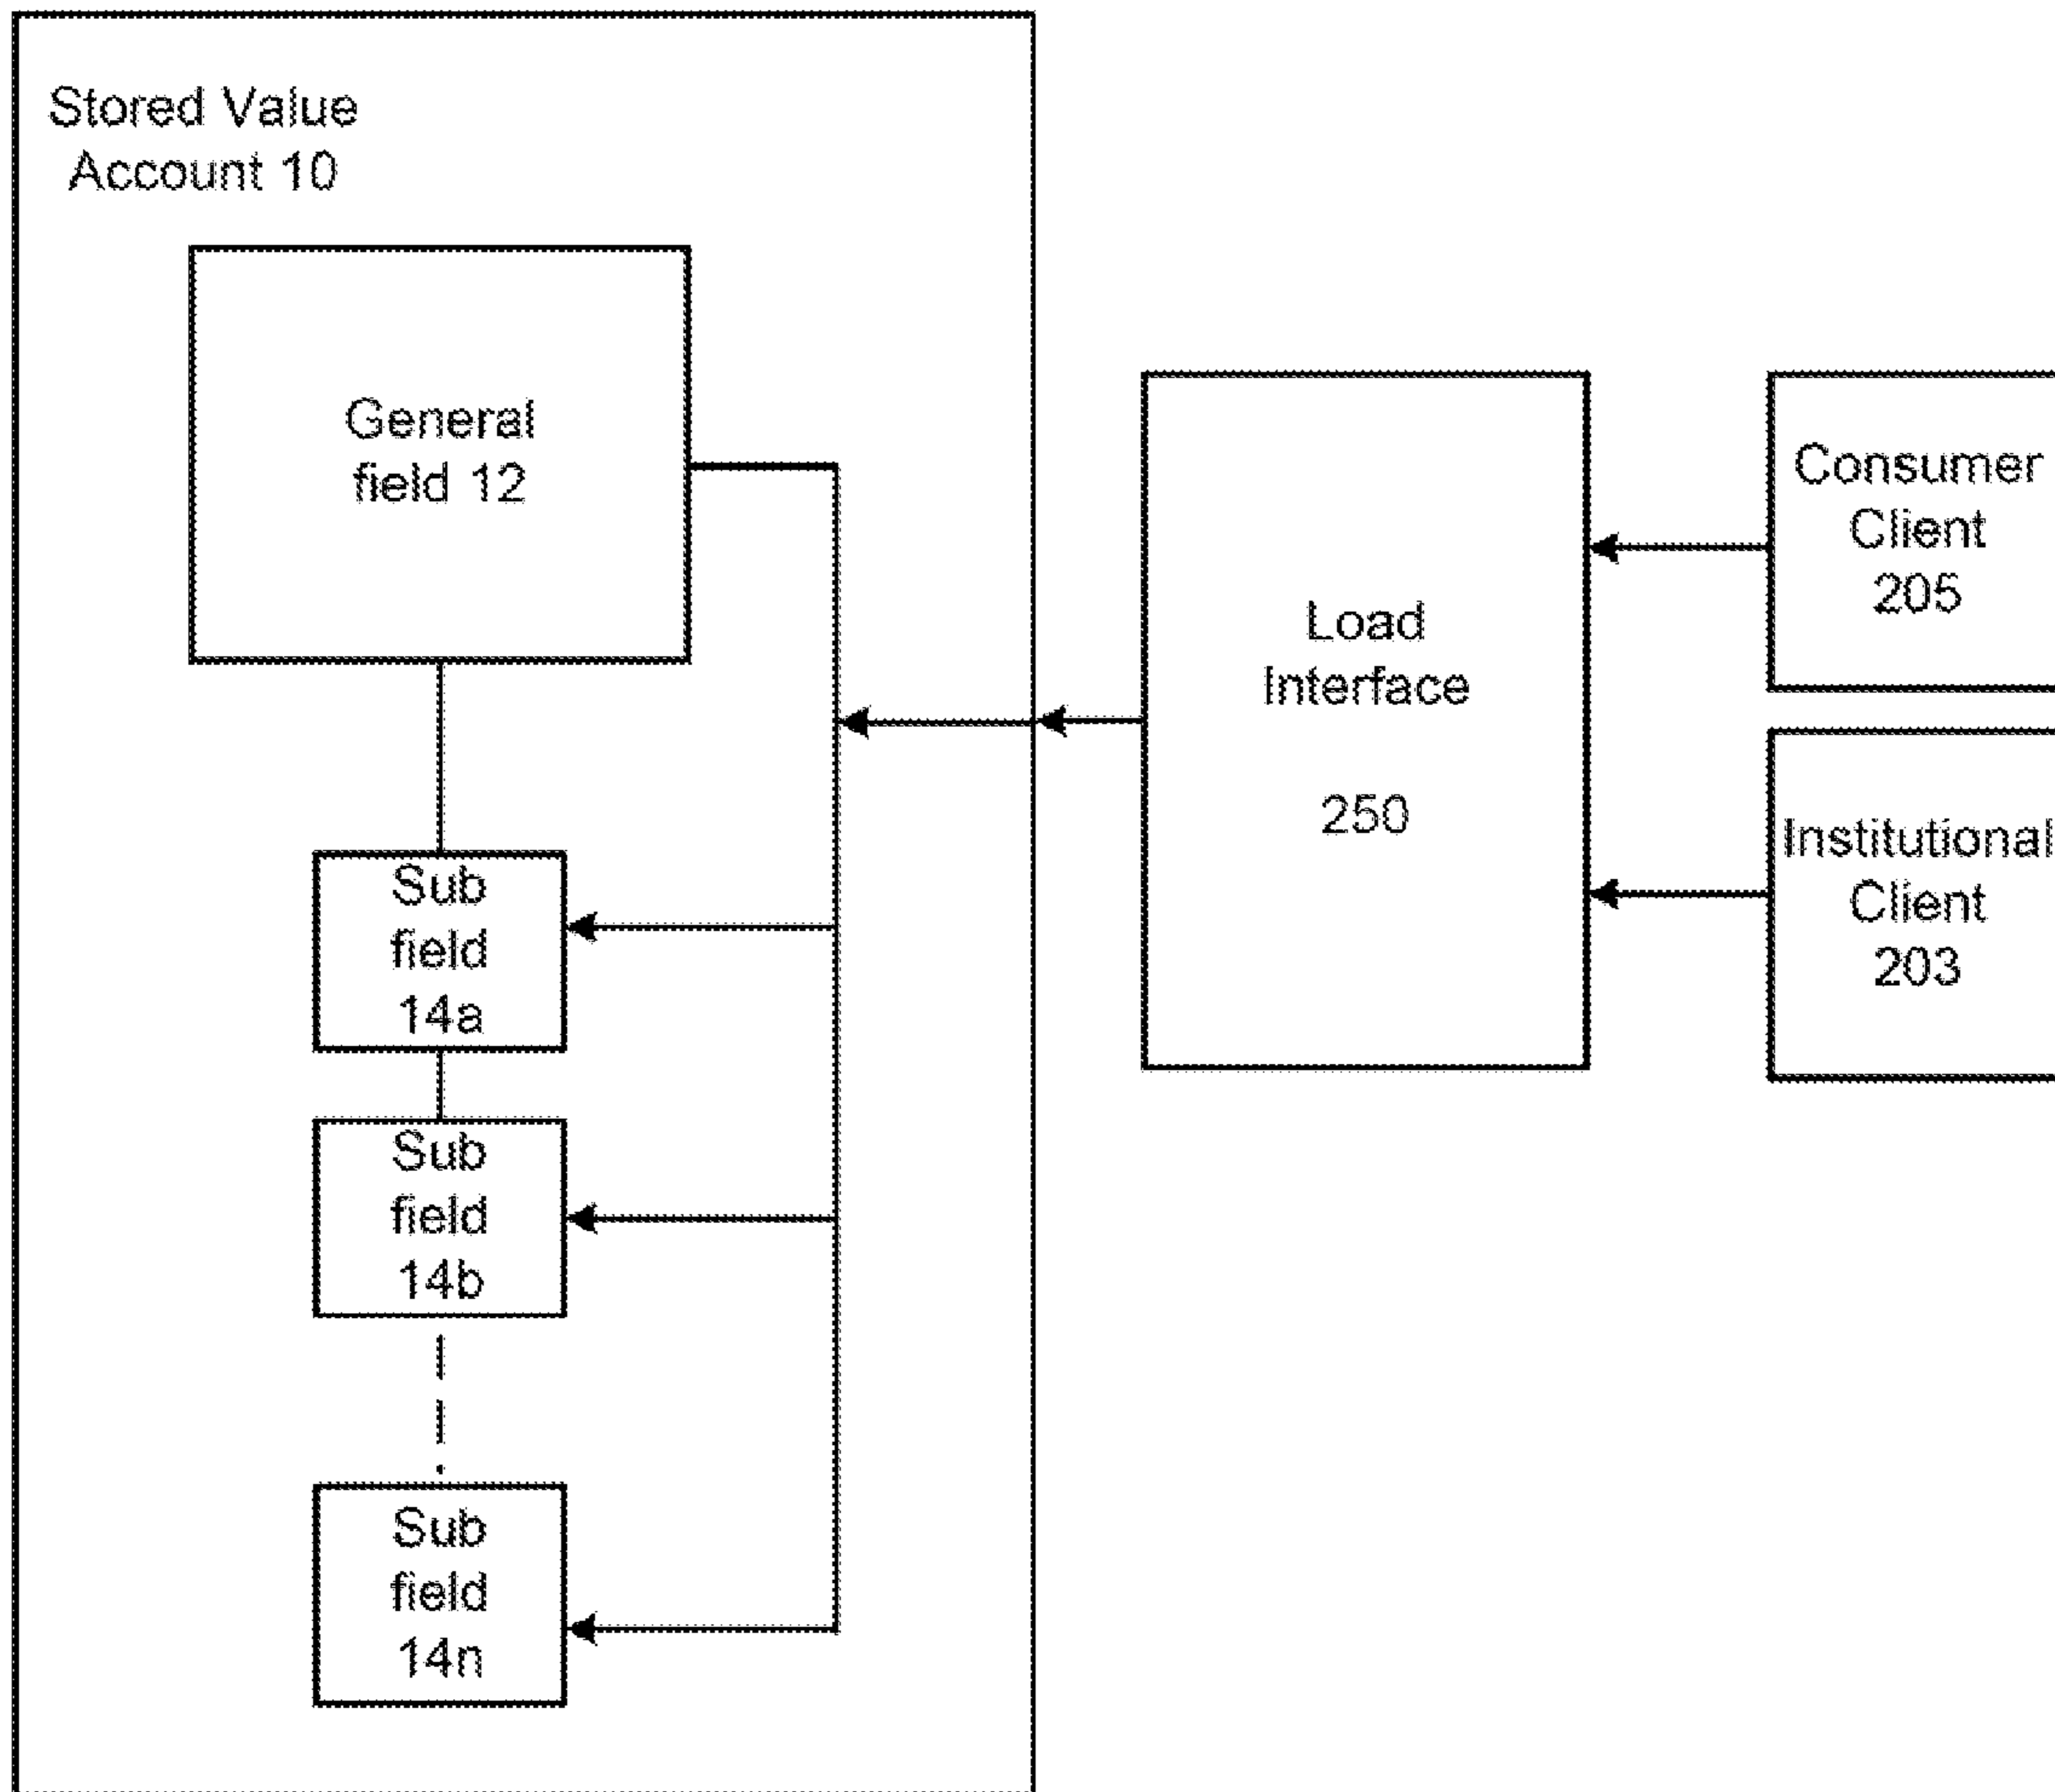 Stored Value
Account 10
General
field 12
Sub
field
14a
Sub
field
14b
Sub
field
14n
Load
Interface
250
Consumer
Client
205
Institutional
Client
203